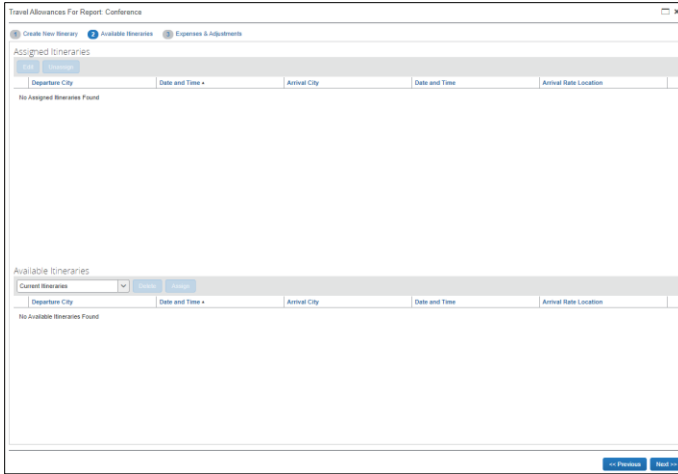 Travel Allowances For Report: Conference
1 Create New Itinerary 2 Available Itineraries 3 Expenses & Adjustments
Assigned Itineraries
Edit Unassign
Departure City Date and Time Arrival City Date and Time Arrival Rate Location
No Assigned Itineraries Found
Available Itineraries
Current Itineraries Delete Assign
Departure City Date and Time Arrival City Date and Time Arrival Rate Location
No Available Itineraries Found
<< Previous Next >>